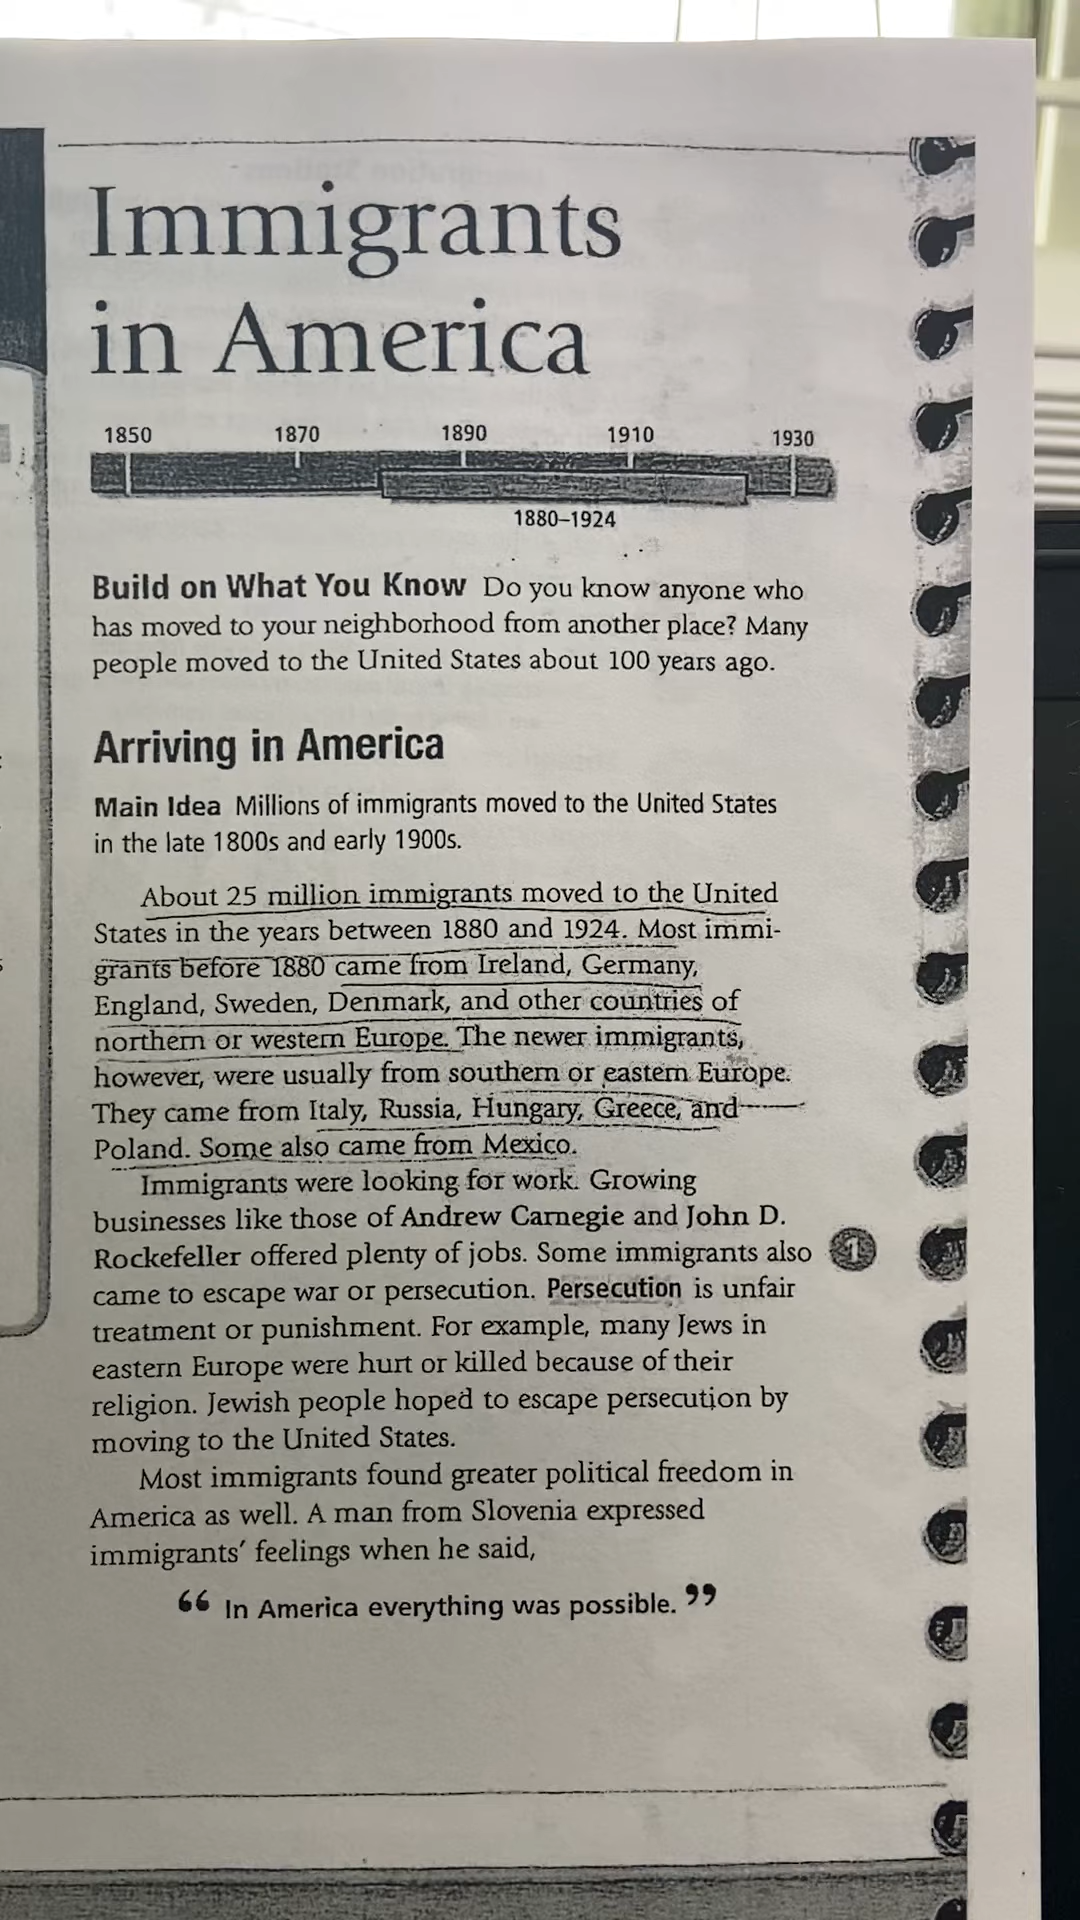 Immigrants
in America
1850 1870 1890 1910 1930
1880–1924
Build on What You Know Do you know anyone who
has moved to your neighborhood from another place? Many
people moved to the United States about 100 years ago.
Arriving in America
Main Idea Millions of immigrants moved to the United States
in the late 1800s and early 1900s.
About 25 million immigrants moved to the United
States in the years between 1880 and 1924. Most immi-
grants before 1880 came from Ireland, Germany,
England, Sweden, Denmark, and other countries of
northern or western Europe. The newer immigrants,
however, were usually from southern or eastern Europe.
They came from Italy, Russia, Hungary, Greece, and
Poland. Some also came from Mexico.
Immigrants were looking for work. Growing
businesses like those of Andrew Carnegie and John D.
Rockefeller offered plenty of jobs. Some immigrants also 1
came to escape war or persecution. Persecution is unfair
treatment or punishment. For example, many Jews in
eastern Europe were hurt or killed because of their
religion. Jewish people hoped to escape persecution by
moving to the United States.
Most immigrants found greater political freedom in
America as well. A man from Slovenia expressed
immigrants’ feelings when he said,
“ In America everything was possible. ”